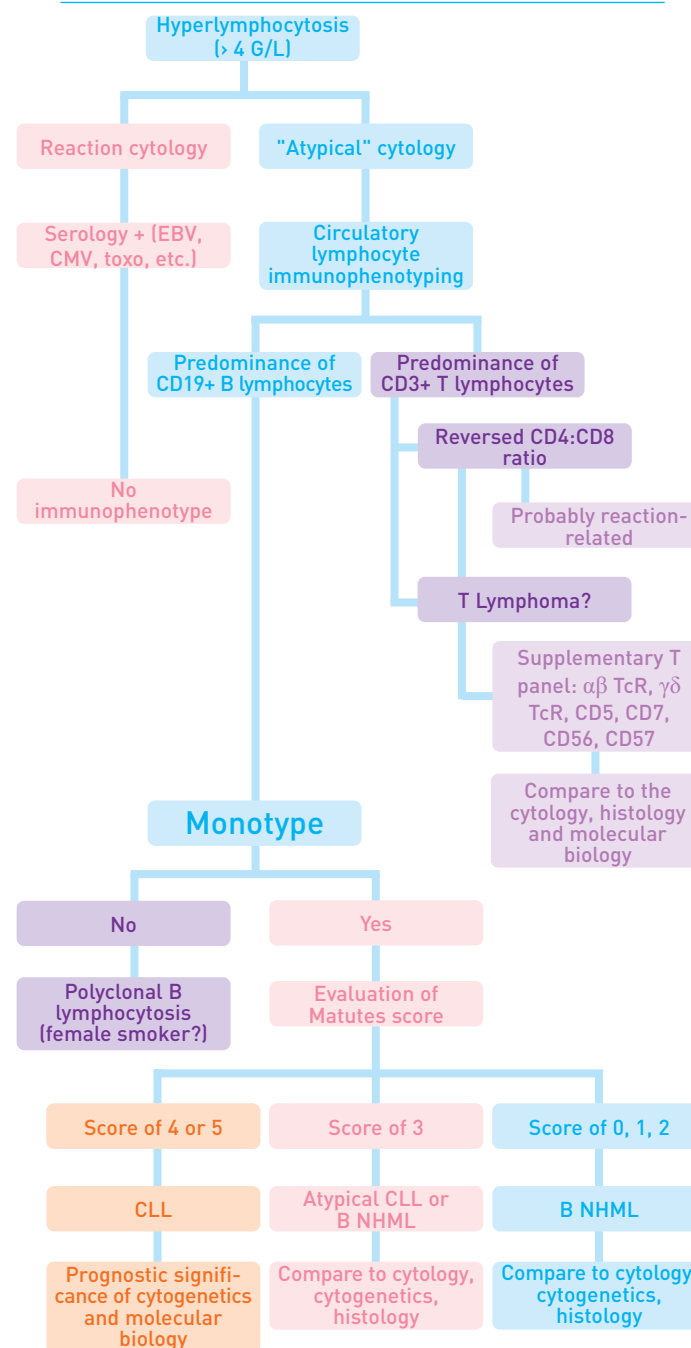 Hyperlymphocytosis
(› 4 G/L)
Reaction cytology
"Atypical" cytology
Serology + (EBV,
CMV, toxo, etc.)
Circulatory
lymphocyte
immunophenotyping
Predominance of
CD19+ B lymphocytes
Predominance of
CD3+ T lymphocytes
Reversed CD4:CD8
ratio
No
immunophenotype
Probably reaction-
related
T Lymphoma?
Supplementary T
panel: αβ TcR, γδ
TcR, CD5, CD7,
CD56, CD57
Compare to the
cytology, histology
and molecular
biology
Monotype
No
Yes
Polyclonal B
lymphocytosis
(female smoker?)
Evaluation of
Matutes score
Score of 4 or 5
Score of 3
Score of 0, 1, 2
CLL
Atypical CLL or
B NHML
B NHML
Prognostic signifi-
cance of cytogenetics
and molecular
biology
Compare to cytology,
cytogenetics,
histology
Compare to cytology
cytogenetics,
histology